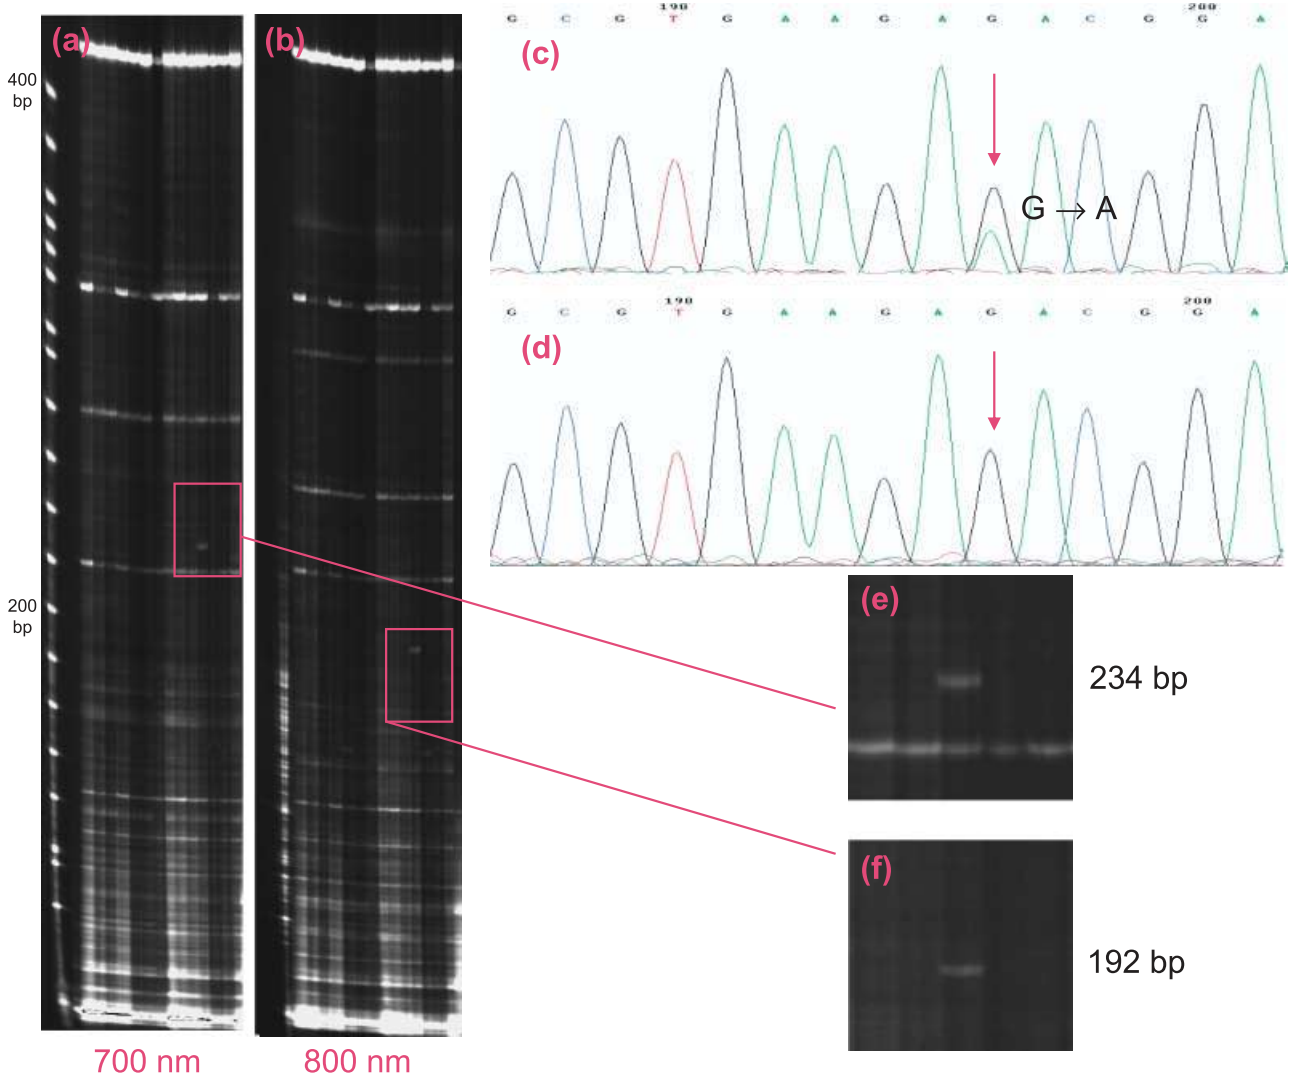 (a)
(b)
400
bp
200
bp
700 nm
800 nm
190
200
G C G T G A A G A G A C G G A
(c)
G → A
190
200
G C G T G A A G A G A C G G A
(d)
(e)
234 bp
(f)
192 bp